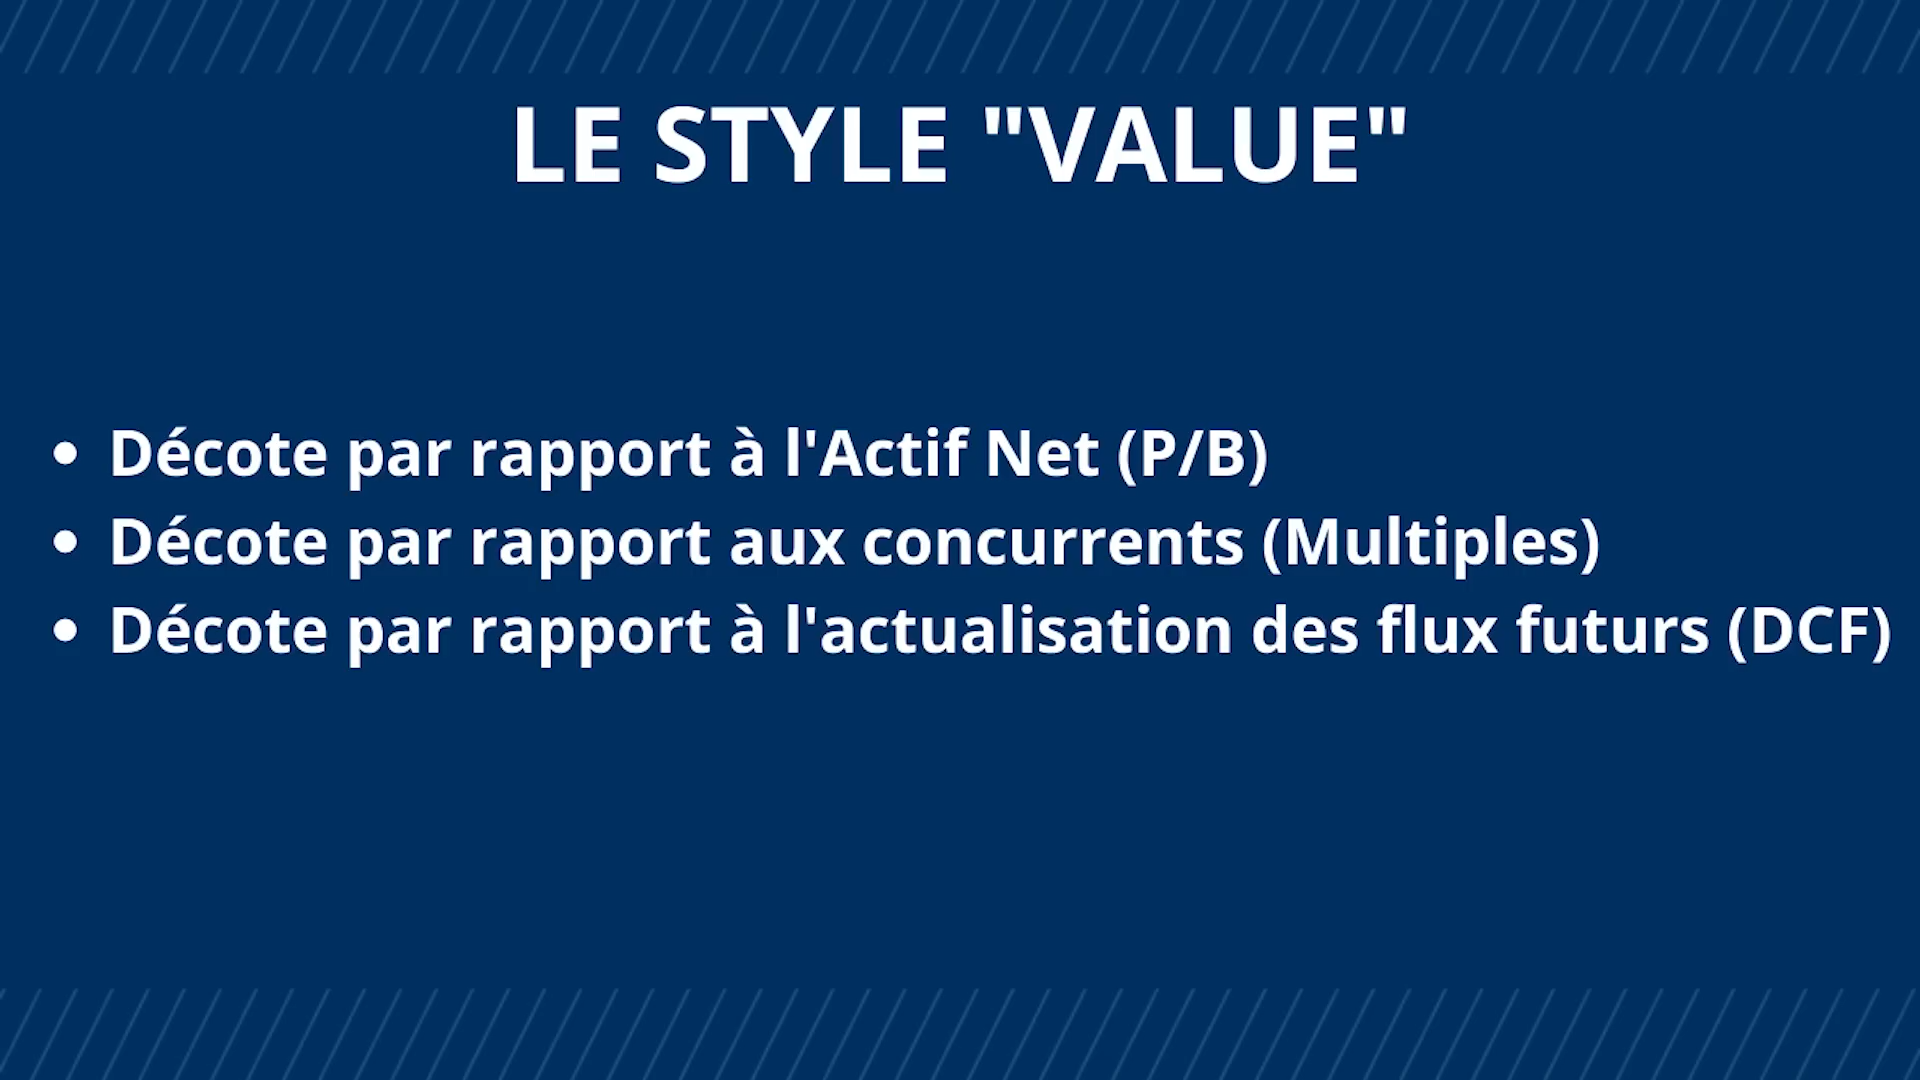 LE STYLE "VALUE"
• Décote par rapport à l'Actif Net (P/B)
• Décote par rapport aux concurrents (Multiples)
• Décote par rapport à l'actualisation des flux futurs (DCF)